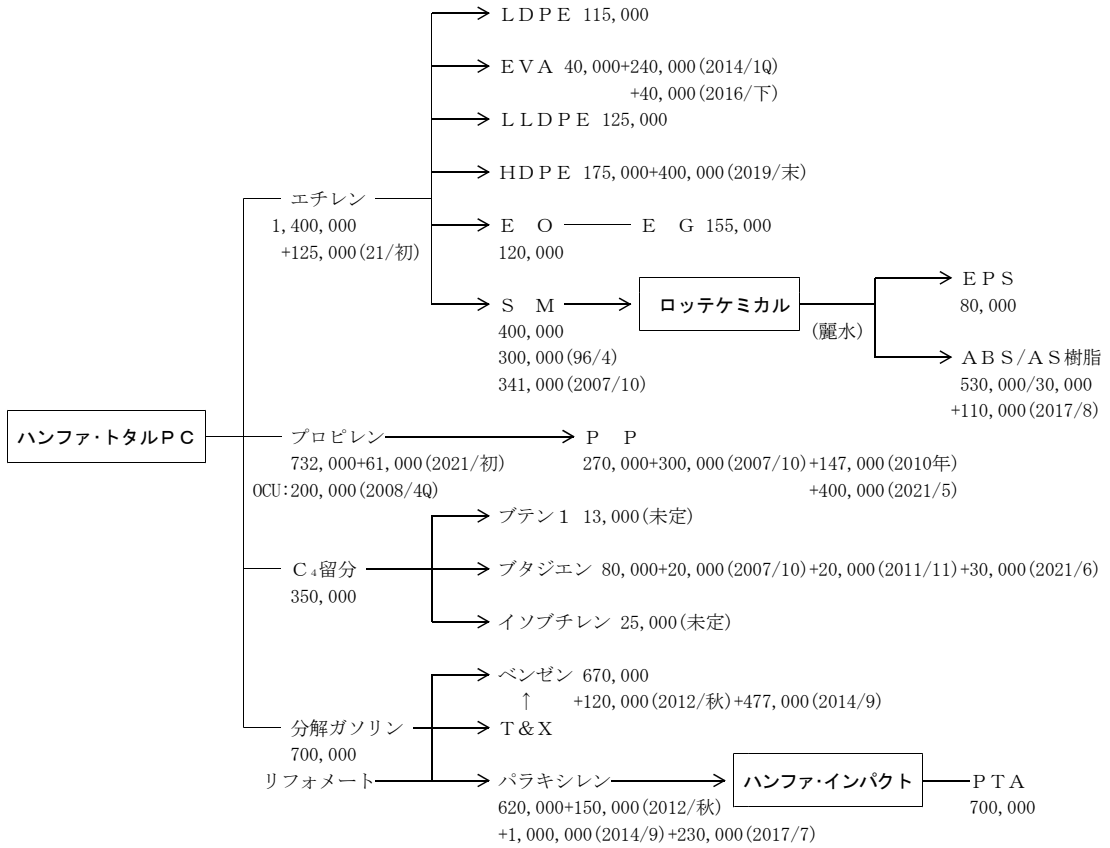 ＬＤＰＥ 115,000
ＥＶＡ 40,000+240,000(2014/1Q)
+40,000(2016/下)
ＬＬＤＰＥ 125,000
ＨＤＰＥ 175,000+400,000(2019/末)
エチレン
1,400,000
+125,000(21/初)
Ｅ　Ｏ
120,000
Ｅ　Ｇ 155,000
Ｓ　Ｍ
400,000
300,000(96/4)
341,000(2007/10)
ロッテケミカル
(麗水)
ＥＰＳ
80,000
ＡＢＳ/ＡＳ樹脂
530,000/30,000
+110,000(2017/8)
ハンファ･トタルＰＣ
プロピレン
732,000+61,000(2021/初)
OCU:200,000(2008/4Q)
Ｐ　Ｐ
270,000+300,000(2007/10)+147,000(2010年)
+400,000(2021/5)
ブテン１ 13,000(未定)
Ｃ₄留分
350,000
ブタジエン 80,000+20,000(2007/10)+20,000(2011/11)+30,000(2021/6)
イソブチレン 25,000(未定)
ベンゼン 670,000
↑ +120,000(2012/秋)+477,000(2014/9)
分解ガソリン
700,000
Ｔ＆Ｘ
リフォメート
パラキシレン
620,000+150,000(2012/秋)
+1,000,000(2014/9)+230,000(2017/7)
ハンファ･インパクト
ＰＴＡ
700,000